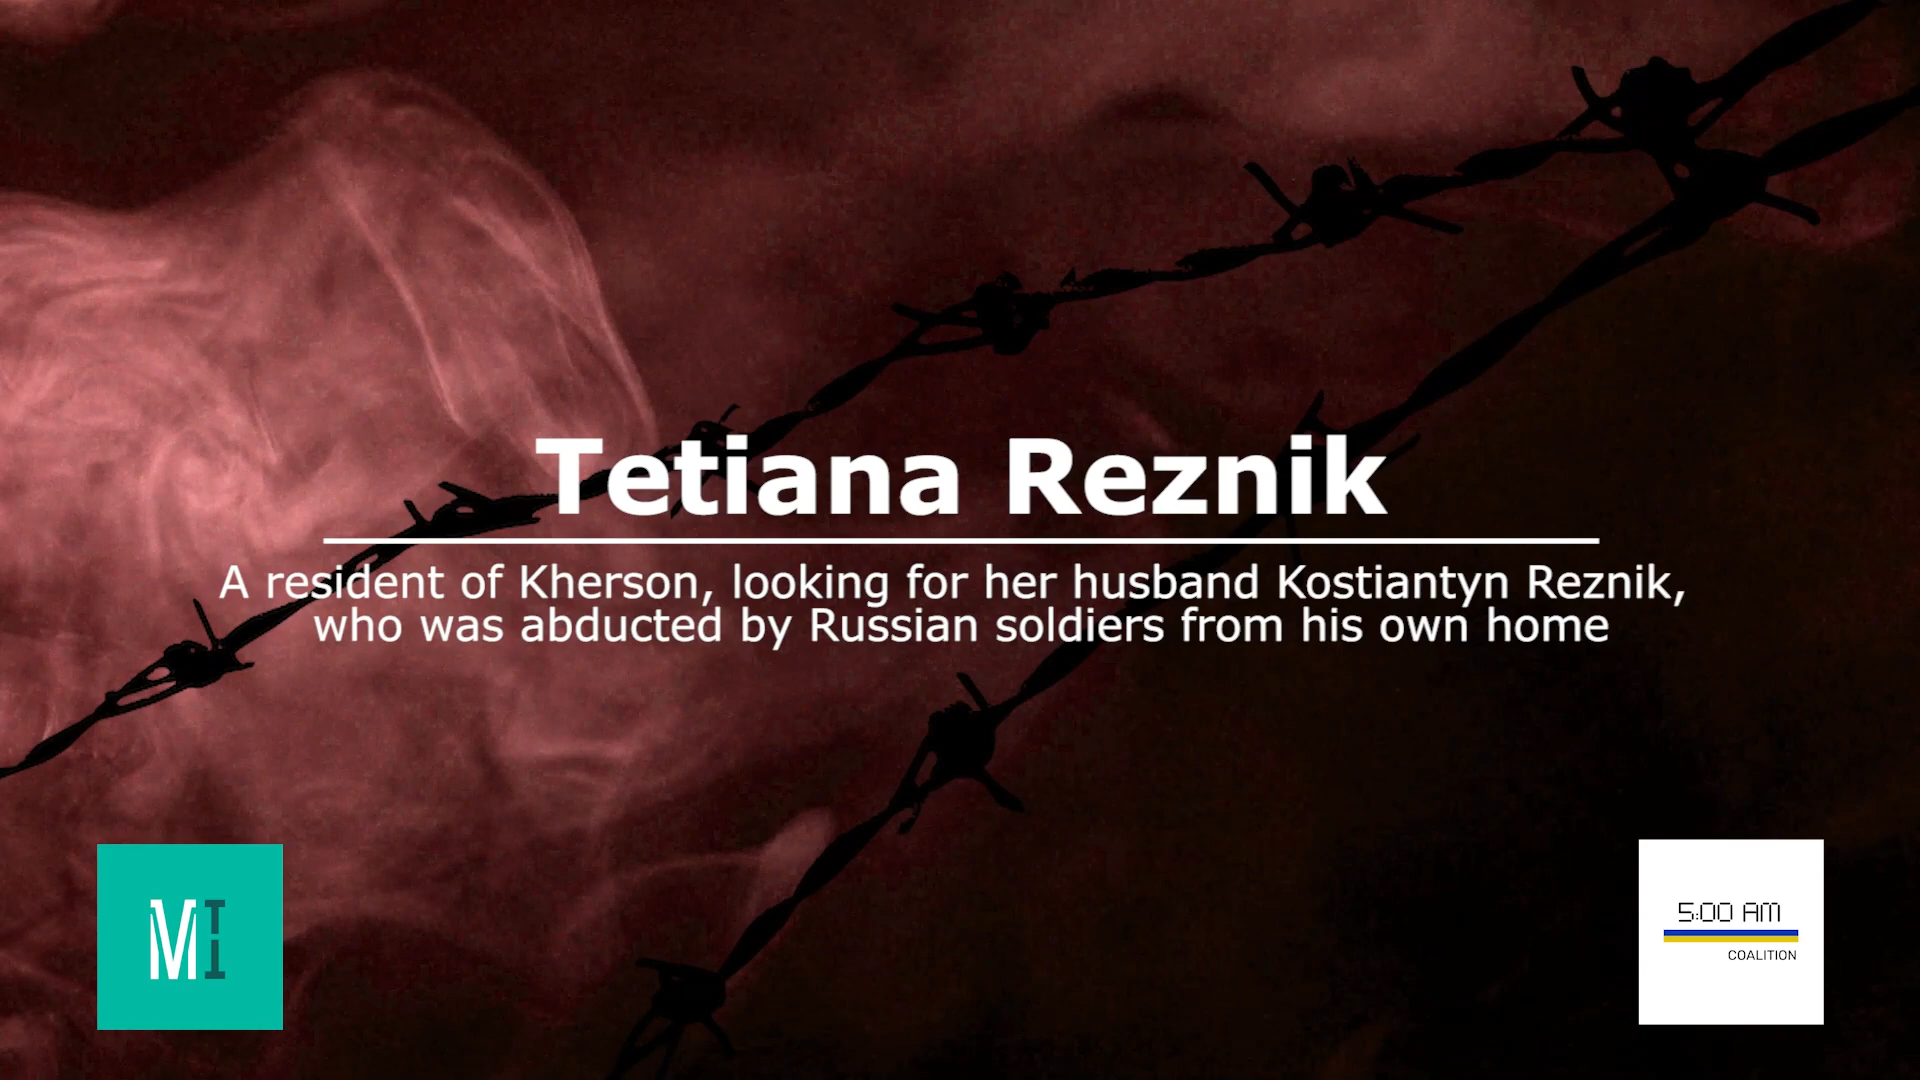 Tetiana Reznik
A resident of Kherson, looking for her husband Kostiantyn Reznik,
who was abducted by Russian soldiers from his own home
MI
5:00 AM
COALITION